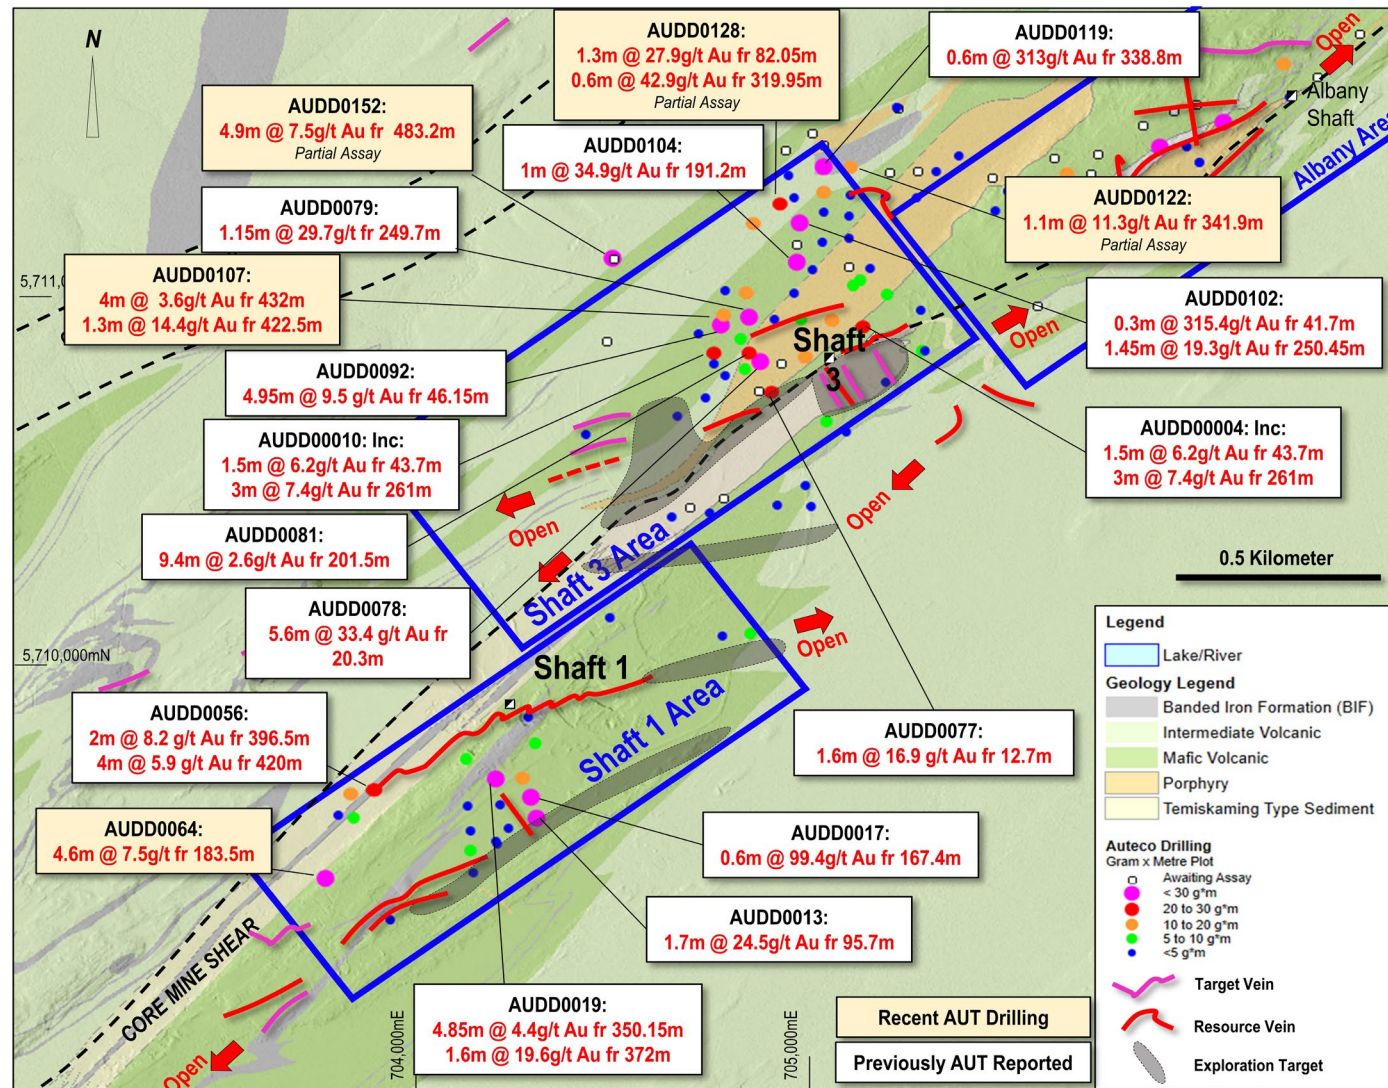 N
AUDD0128:
1.3m @ 27.9g/t Au fr 82.05m
0.6m @ 42.9g/t Au fr 319.95m
Partial Assay
AUDD0119:
0.6m @ 313g/t Au fr 338.8m
Open
Albany
Shaft
Albany Area
AUDD0152:
4.9m @ 7.5g/t Au fr 483.2m
Partial Assay
AUDD0104:
1m @ 34.9g/t Au fr 191.2m
AUDD0122:
1.1m @ 11.3g/t Au fr 341.9m
Partial Assay
AUDD0079:
1.15m @ 29.7g/t fr 249.7m
AUDD0107:
4m @ 3.6g/t Au fr 432m
1.3m @ 14.4g/t Au fr 422.5m
AUDD0102:
0.3m @ 315.4g/t Au fr 41.7m
1.45m @ 19.3g/t Au fr 250.45m
Open
Shaft
3
AUDD0092:
4.95m @ 9.5 g/t Au fr 46.15m
AUDD00010: Inc:
1.5m @ 6.2g/t Au fr 43.7m
3m @ 7.4g/t Au fr 261m
AUDD00004: Inc:
1.5m @ 6.2g/t Au fr 43.7m
3m @ 7.4g/t Au fr 261m
Open
Open
AUDD0081:
9.4m @ 2.6g/t Au fr 201.5m
Shaft 3 Area
0.5 Kilometer
AUDD0078:
5.6m @ 33.4 g/t Au fr
20.3m
5,710,000mN
Open
Shaft 1
Shaft 1 Area
AUDD0056:
2m @ 8.2 g/t Au fr 396.5m
4m @ 5.9 g/t Au fr 420m
AUDD0077:
1.6m @ 16.9 g/t Au fr 12.7m
AUDD0064:
4.6m @ 7.5g/t fr 183.5m
AUDD0017:
0.6m @ 99.4g/t Au fr 167.4m
AUDD0013:
1.7m @ 24.5g/t Au fr 95.7m
CORE MINE SHEAR
AUDD0019:
4.85m @ 4.4g/t Au fr 350.15m
1.6m @ 19.6g/t Au fr 372m
Open
704,000mE
705,000mE
Recent AUT Drilling
Previously AUT Reported
Legend
Lake/River
Geology Legend
Banded Iron Formation (BIF)
Intermediate Volcanic
Mafic Volcanic
Porphyry
Temiskaming Type Sediment
Auteco Drilling
Gram x Metre Plot
Awaiting Assay
< 30 g*m
20 to 30 g*m
10 to 20 g*m
5 to 10 g*m
<5 g*m
Target Vein
Resource Vein
Exploration Target